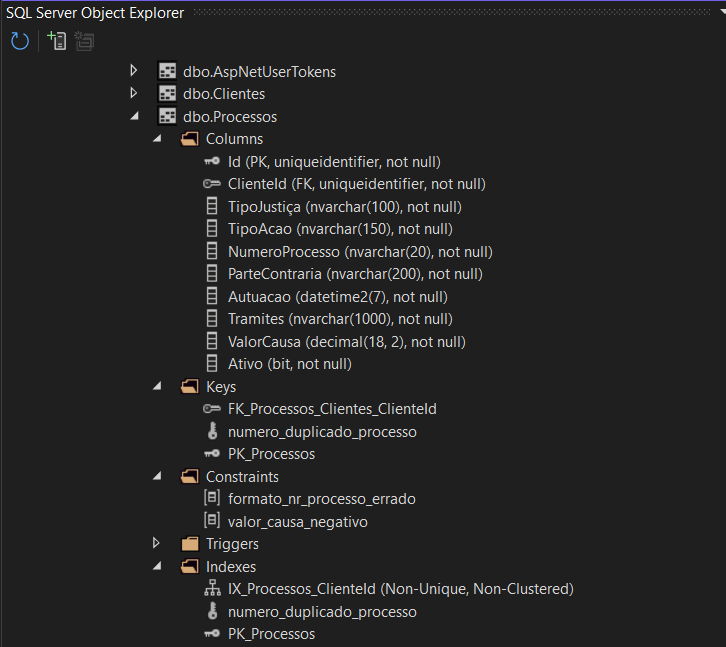 SQL Server Object Explorer
dbo.AspNetUserTokens
dbo.Clientes
dbo.Processos
Columns
Id (PK, uniqueidentifier, not null)
ClienteId (FK, uniqueidentifier, not null)
TipoJustiça (nvarchar(100), not null)
TipoAcao (nvarchar(150), not null)
NumeroProcesso (nvarchar(20), not null)
ParteContraria (nvarchar(200), not null)
Autuacao (datetime2(7), not null)
Tramites (nvarchar(1000), not null)
ValorCausa (decimal(18, 2), not null)
Ativo (bit, not null)
Keys
FK_Processos_Clientes_ClienteId
numero_duplicado_processo
PK_Processos
Constraints
formato_nr_processo_errado
valor_causa_negativo
Triggers
Indexes
IX_Processos_ClienteId (Non-Unique, Non-Clustered)
numero_duplicado_processo
PK_Processos